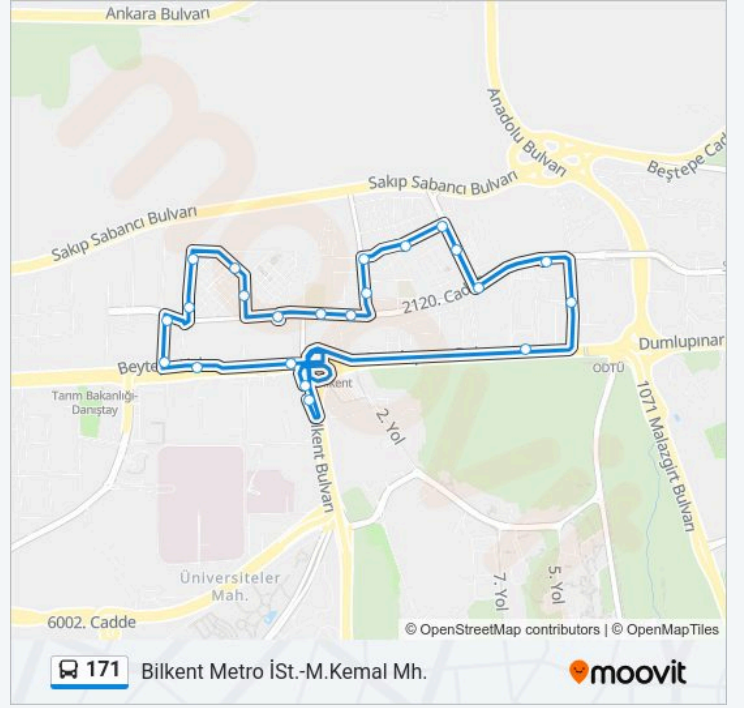 Ankara Bulvarı
Anadolu Bulvarı
Beştepe Cad
Sakıp Sabancı Bulvarı
Sakıp Sabancı Bulvarı
2120. Cad
Dumlupınar
ODTÜ
Tarım Bakanlığı-
Danıştay
2. Yol
Bilkent Bulvarı
1071 Malazgirt Bulvarı
Üniversiteler
Mah.
7. Yol
5. Yol
6002. Cadde
© OpenStreetMap contributors | © OpenMapTiles
171 Bilkent Metro İSt.-M.Kemal Mh.
moovit